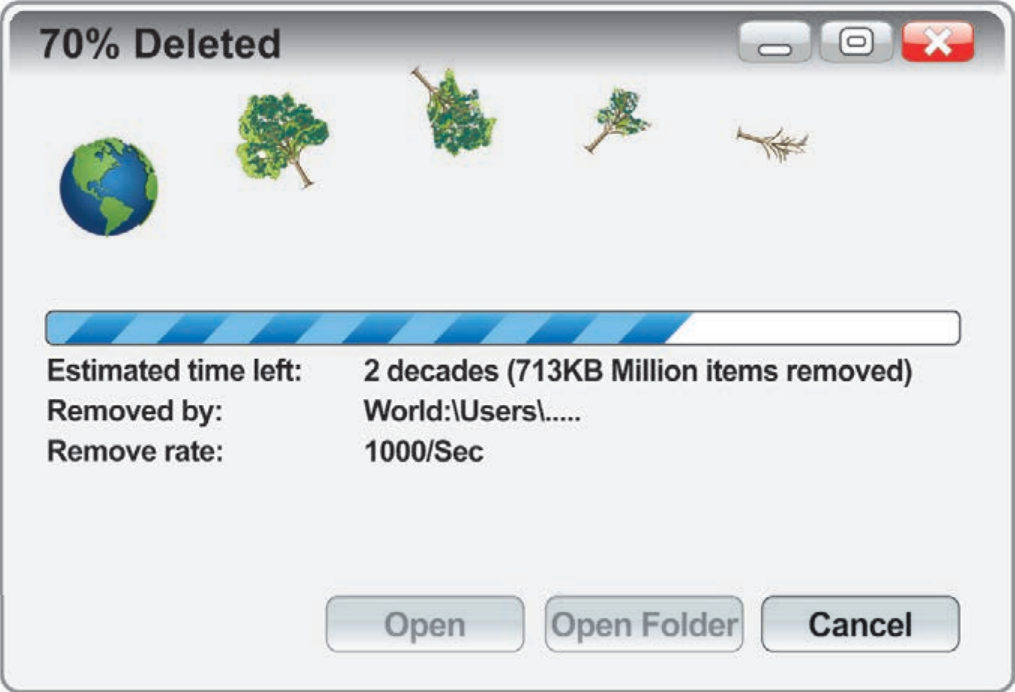 70% Deleted
Estimated time left: 2 decades (713KB Million items removed)
Removed by: World:\Users\.....
Remove rate: 1000/Sec
Open Open Folder Cancel